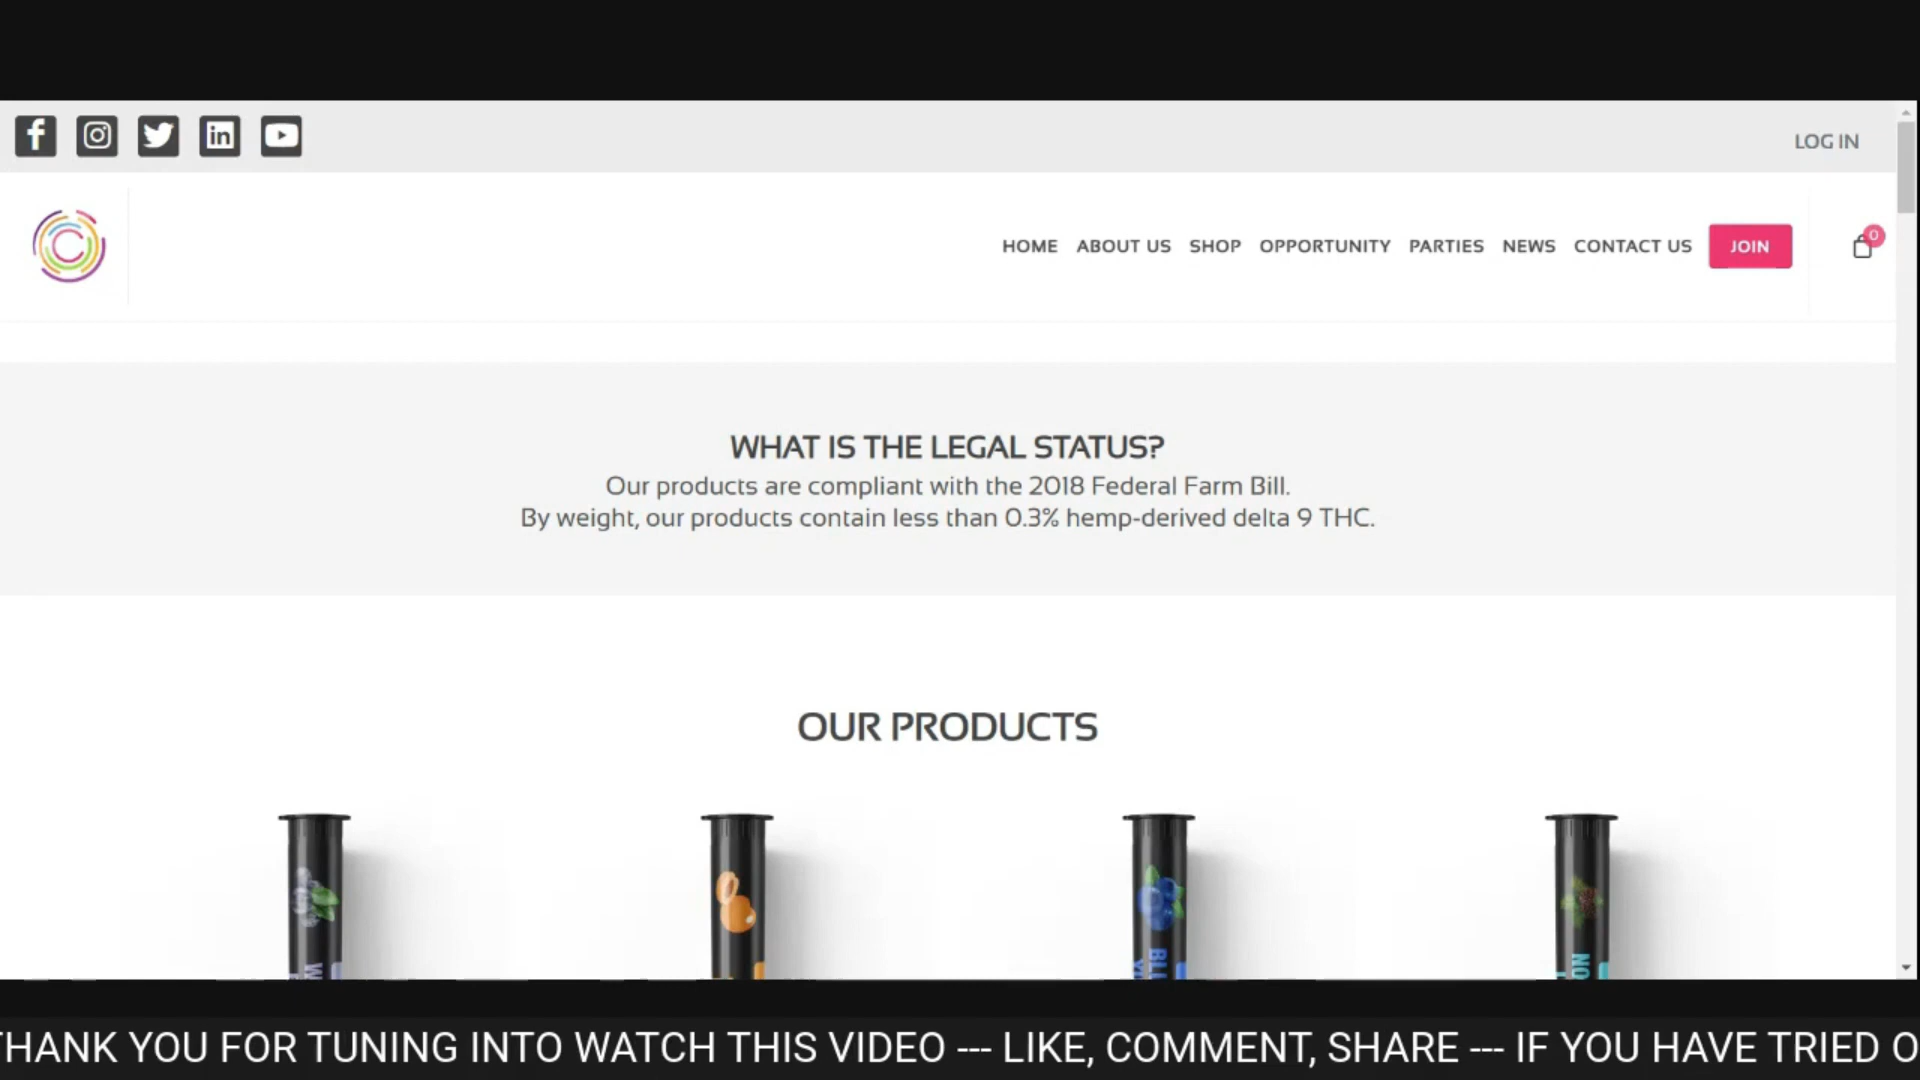 LOG IN
HOME ABOUT US SHOP OPPORTUNITY PARTIES NEWS CONTACT US JOIN 0
WHAT IS THE LEGAL STATUS?
Our products are compliant with the 2018 Federal Farm Bill.
By weight, our products contain less than 0.3% hemp-derived delta 9 THC.
OUR PRODUCTS
THANK YOU FOR TUNING INTO WATCH THIS VIDEO --- LIKE, COMMENT, SHARE --- IF YOU HAVE TRIED O